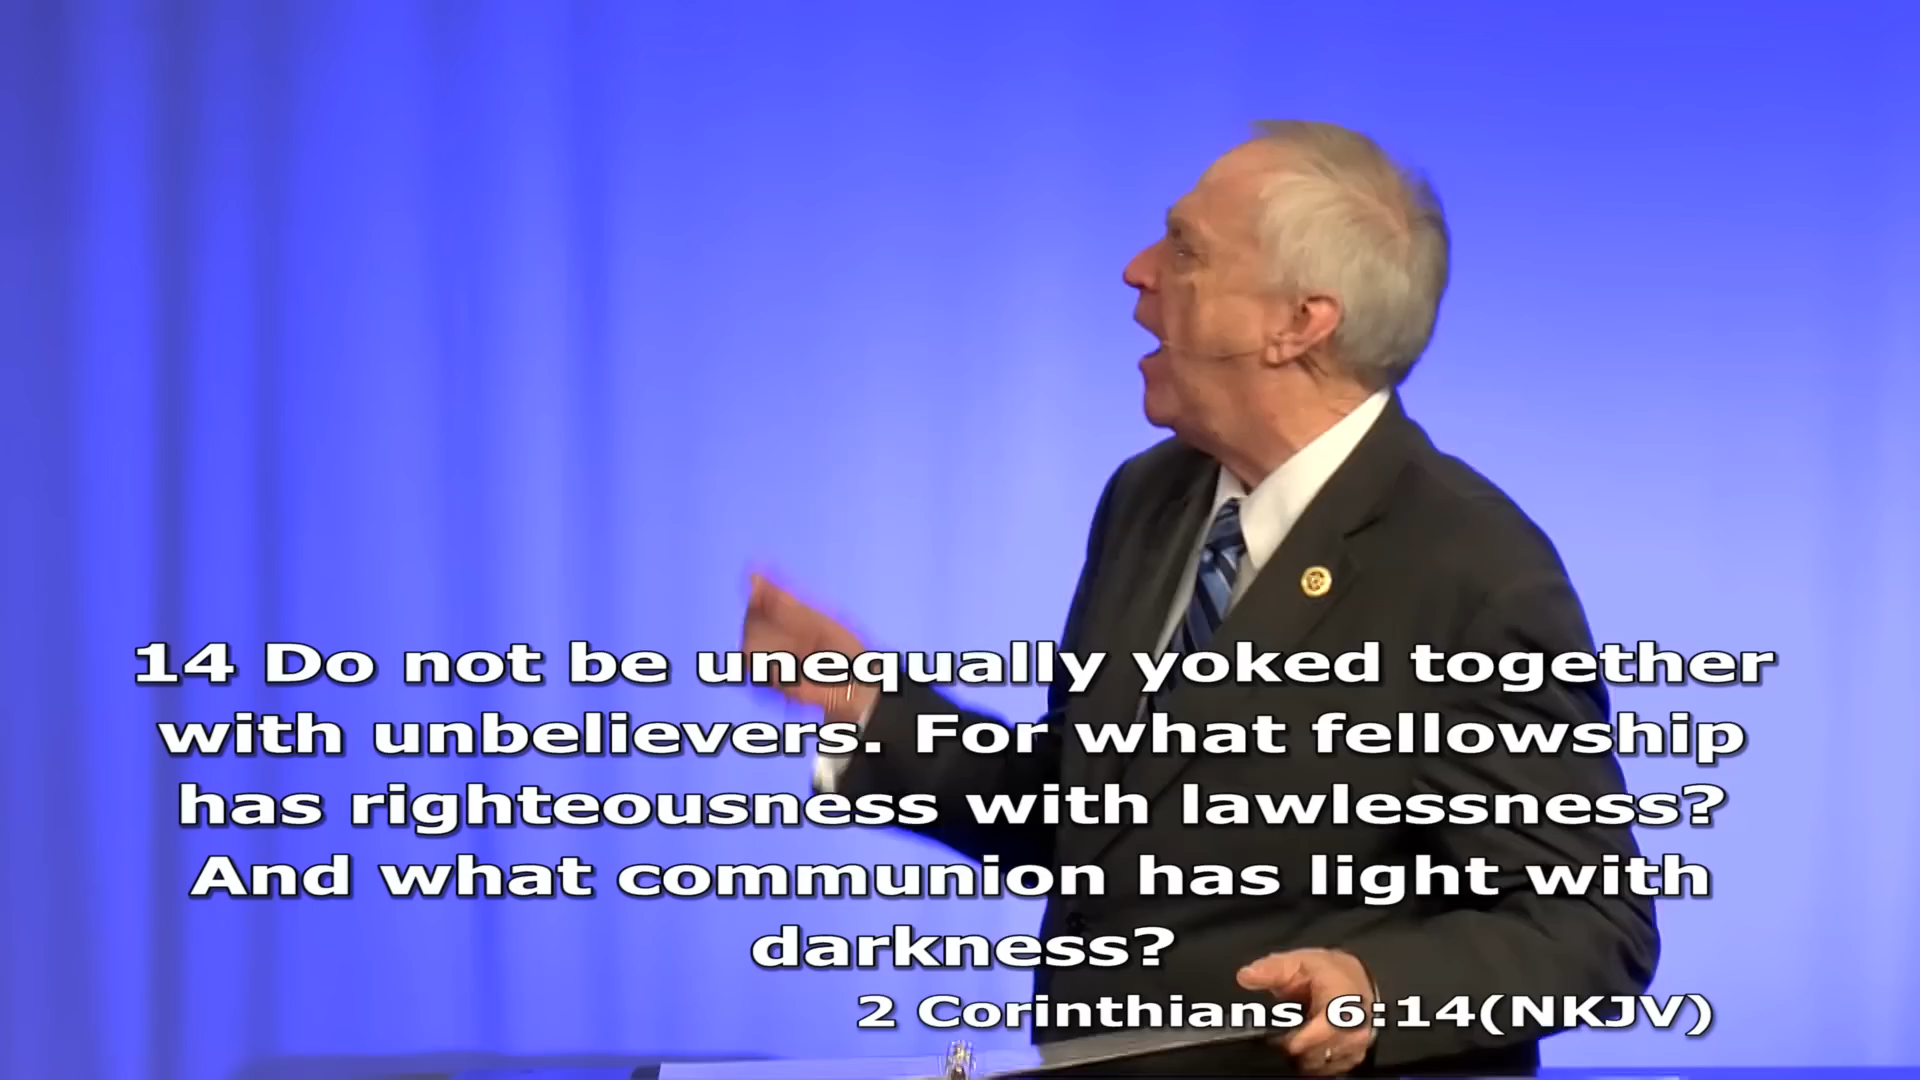 14 Do not be unequally yoked together
with unbelievers. For what fellowship
has righteousness with lawlessness?
And what communion has light with
darkness?
2 Corinthians 6:14(NKJV)